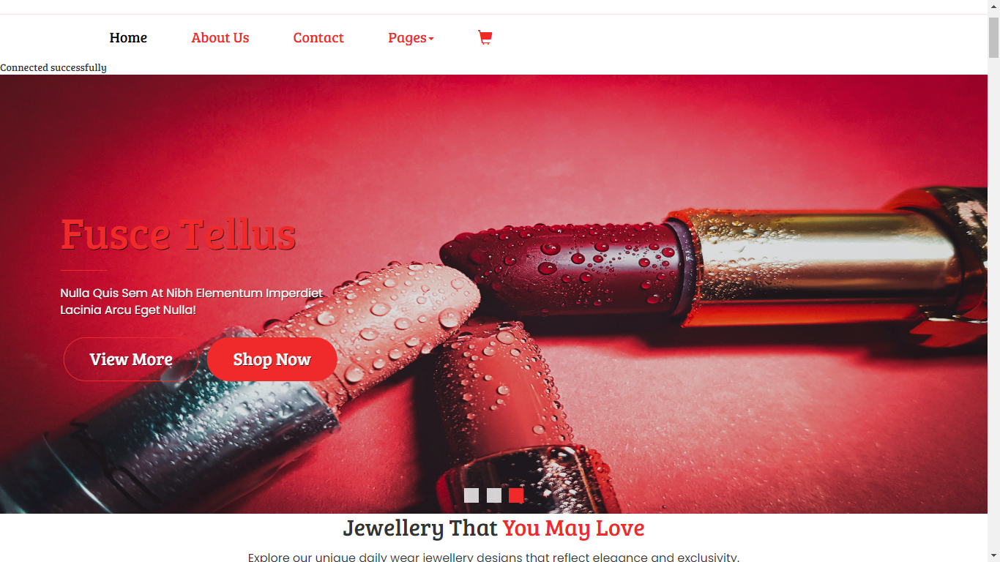 Home About Us Contact Pages
Connected successfully
Fusce Tellus
Nulla Quis Sem At Nibh Elementum Imperdiet
Lacinia Arcu Eget Nulla!
View More Shop Now
Jewellery That You May Love
Explore our unique daily wear jewellery designs that reflect elegance and exclusivity.